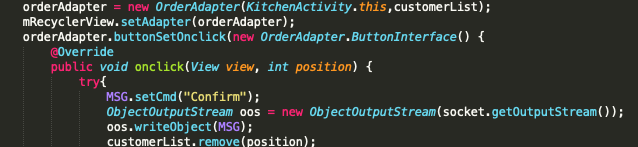 orderAdapter = new OrderAdapter(KitchenActivity.this,customerList);
mRecyclerView.setAdapter(orderAdapter);
orderAdapter.buttonSetOnclick(new OrderAdapter.ButtonInterface() {
@Override
public void onclick(View view, int position) {
try{
MSG.setCmd("Confirm");
ObjectOutputStream oos = new ObjectOutputStream(socket.getOutputStream());
oos.writeObject(MSG);
customerList.remove(position);